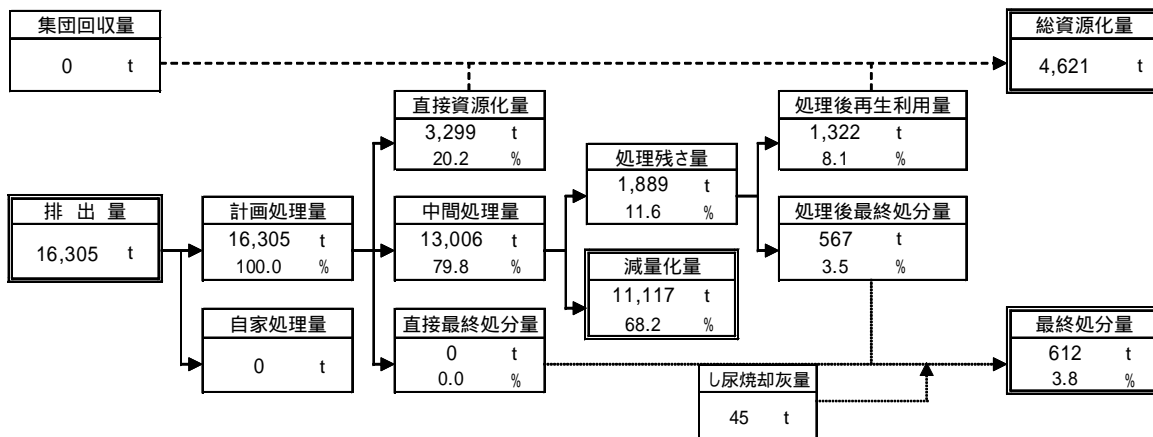 集団回収量
0 t
総資源化量
4,621 t
直接資源化量
3,299 t
20.2 %
処理後再生利用量
1,322 t
8.1 %
処理残さ量
1,889 t
11.6 %
排出量
16,305 t
計画処理量
16,305 t
100.0 %
中間処理量
13,006 t
79.8 %
処理後最終処分量
567 t
3.5 %
減量化量
11,117 t
68.2 %
自家処理量
0 t
直接最終処分量
0 t
0.0 %
最終処分量
612 t
3.8 %
し尿焼却灰量
45 t